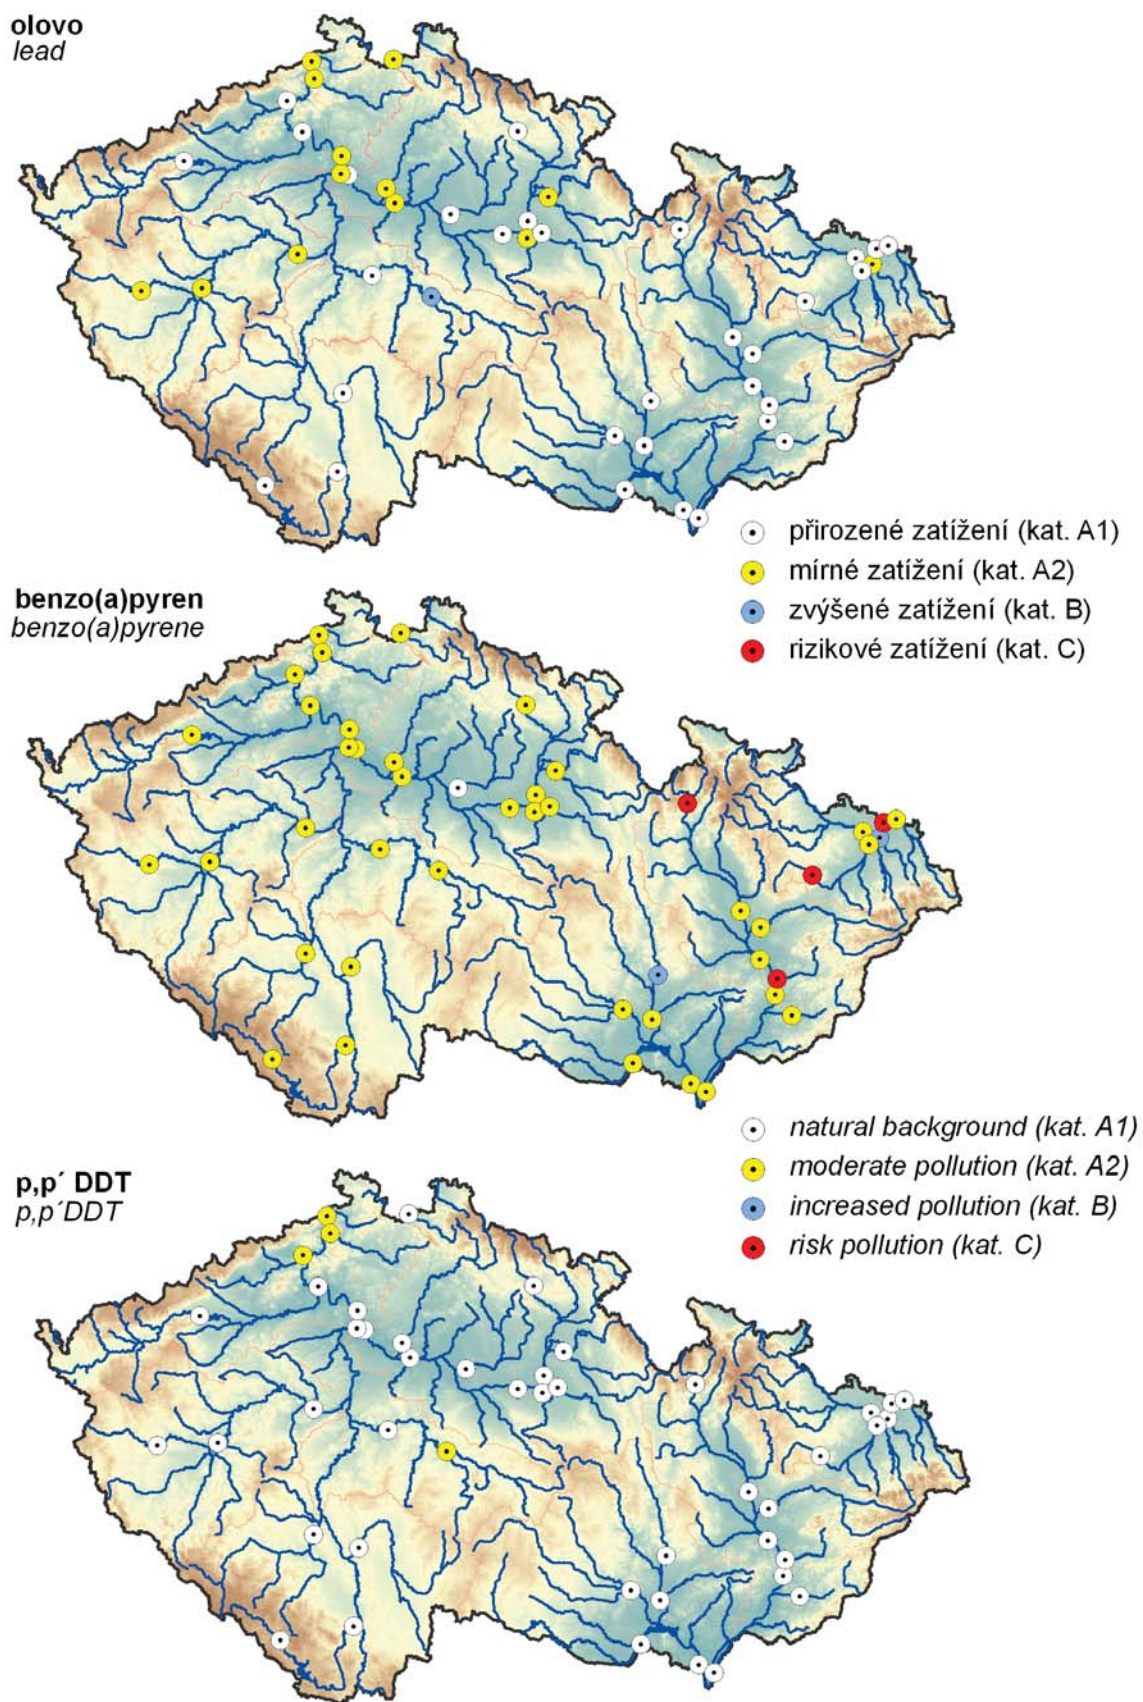 olovo
lead
přirozené zatížení (kat. A1)
mírné zatížení (kat. A2)
zvýšené zatížení (kat. B)
rizikové zatížení (kat. C)
benzo(a)pyren
benzo(a)pyrene
natural background (kat. A1)
moderate pollution (kat. A2)
increased pollution (kat. B)
risk pollution (kat. C)
p,p´ DDT
p,p´DDT